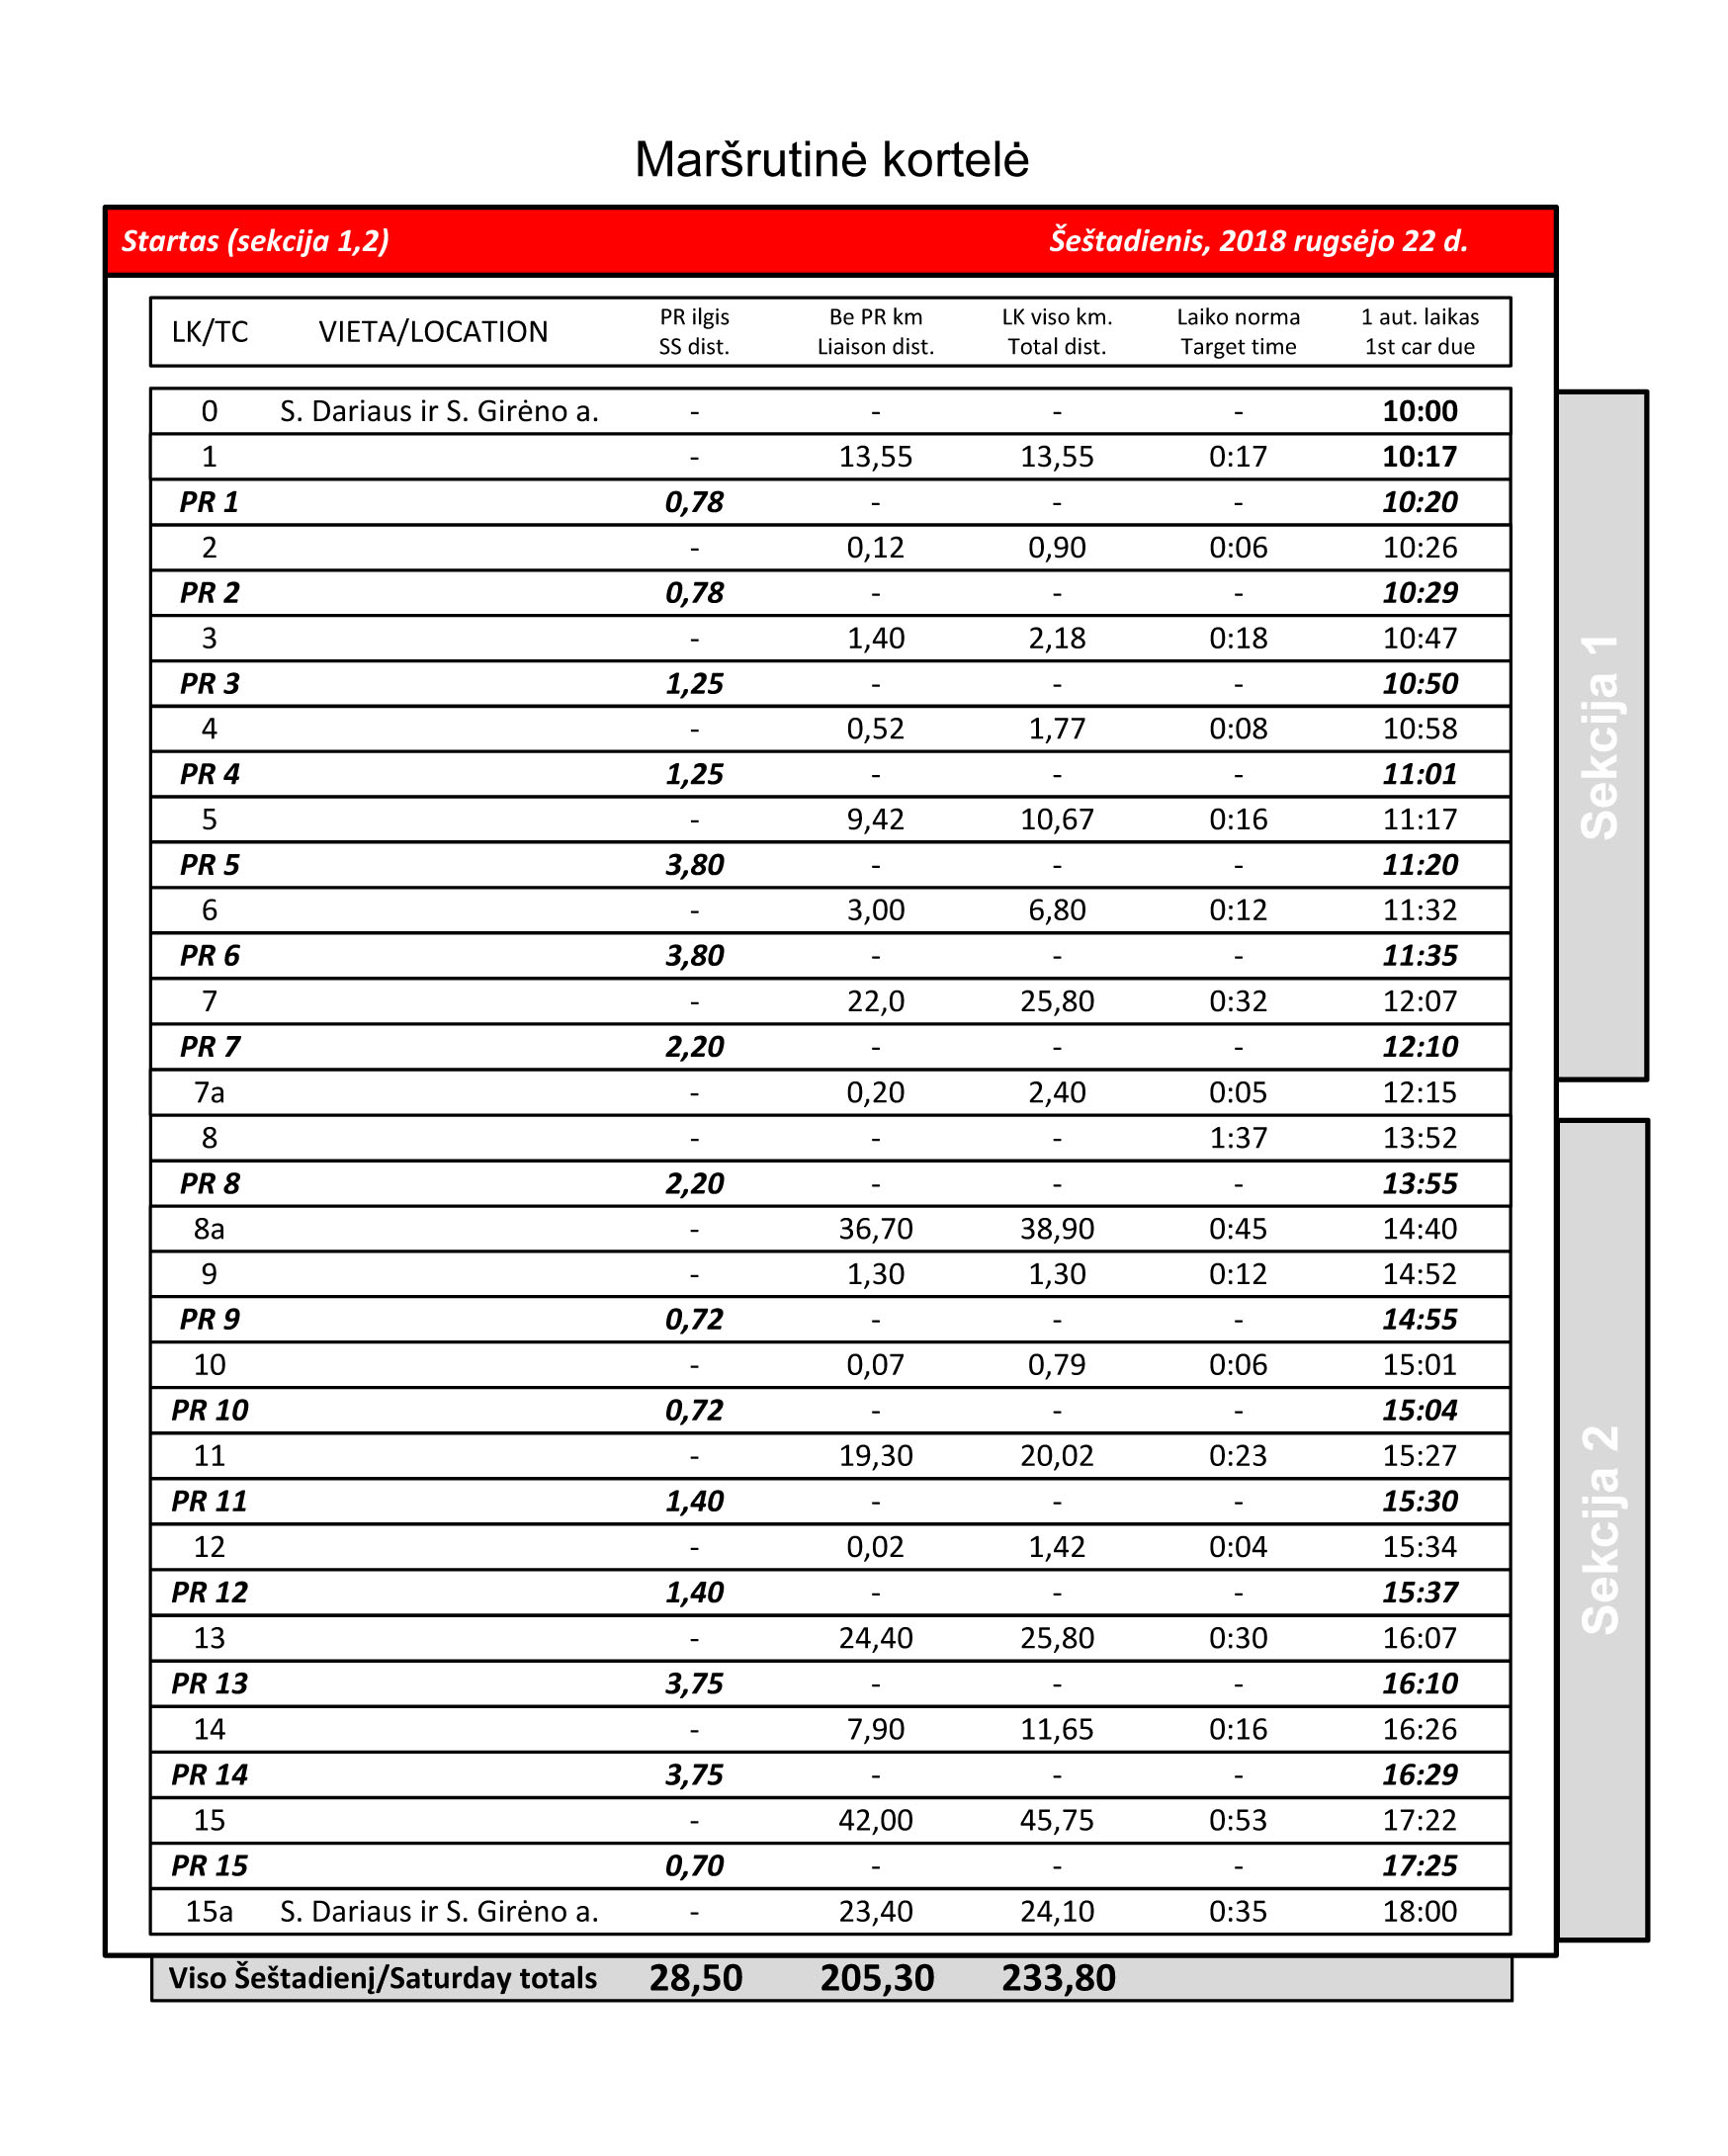 Maršrutinė kortelė
Startas (sekcija 1,2) Šeštadienis, 2018 rugsėjo 22 d.
LK/TC VIETA/LOCATION PR ilgis SS dist. Be PR km Liaison dist. LK viso km. Total dist. Laiko norma Target time 1 aut. laikas 1st car due
0 S. Dariaus ir S. Girėno a. - - - - 10:00
1 - 13,55 13,55 0:17 10:17
PR 1 0,78 - - - 10:20
2 - 0,12 0,90 0:06 10:26
PR 2 0,78 - - - 10:29
3 - 1,40 2,18 0:18 10:47
PR 3 1,25 - - - 10:50
4 - 0,52 1,77 0:08 10:58
PR 4 1,25 - - - 11:01
5 - 9,42 10,67 0:16 11:17
PR 5 3,80 - - - 11:20
6 - 3,00 6,80 0:12 11:32
PR 6 3,80 - - - 11:35
7 - 22,0 25,80 0:32 12:07
PR 7 2,20 - - - 12:10
7a - 0,20 2,40 0:05 12:15
Sekcija 1
8 - - - 1:37 13:52
PR 8 2,20 - - - 13:55
8a - 36,70 38,90 0:45 14:40
9 - 1,30 1,30 0:12 14:52
PR 9 0,72 - - - 14:55
10 - 0,07 0,79 0:06 15:01
PR 10 0,72 - - - 15:04
11 - 19,30 20,02 0:23 15:27
PR 11 1,40 - - - 15:30
12 - 0,02 1,42 0:04 15:34
PR 12 1,40 - - - 15:37
13 - 24,40 25,80 0:30 16:07
PR 13 3,75 - - - 16:10
14 - 7,90 11,65 0:16 16:26
PR 14 3,75 - - - 16:29
15 - 42,00 45,75 0:53 17:22
PR 15 0,70 - - - 17:25
15a S. Dariaus ir S. Girėno a. - 23,40 24,10 0:35 18:00
Sekcija 2
Viso Šeštadienį/Saturday totals 28,50 205,30 233,80